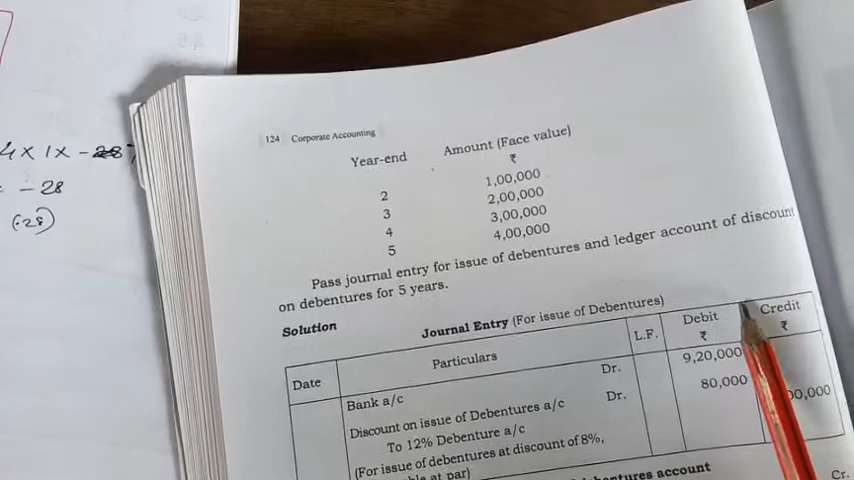 4 x 1 x -
= - 28
(-28)
124 Corporate Accounting
Year-end Amount (Face value)
₹
2 1,00,000
3 2,00,000
4 3,00,000
5 4,00,000
Pass journal entry for issue of debentures and ledger account of discount
on debentures for 5 years.
Solution
Journal Entry (For issue of Debentures)
Date Particulars L.F. Debit Credit
₹ ₹
Bank a/c Dr. 9,20,000
Discount on issue of Debentures a/c Dr. 80,000
To 12% Debenture a/c 00,000
(For issue of debentures at discount of 8%,
at par)
account
Cr.